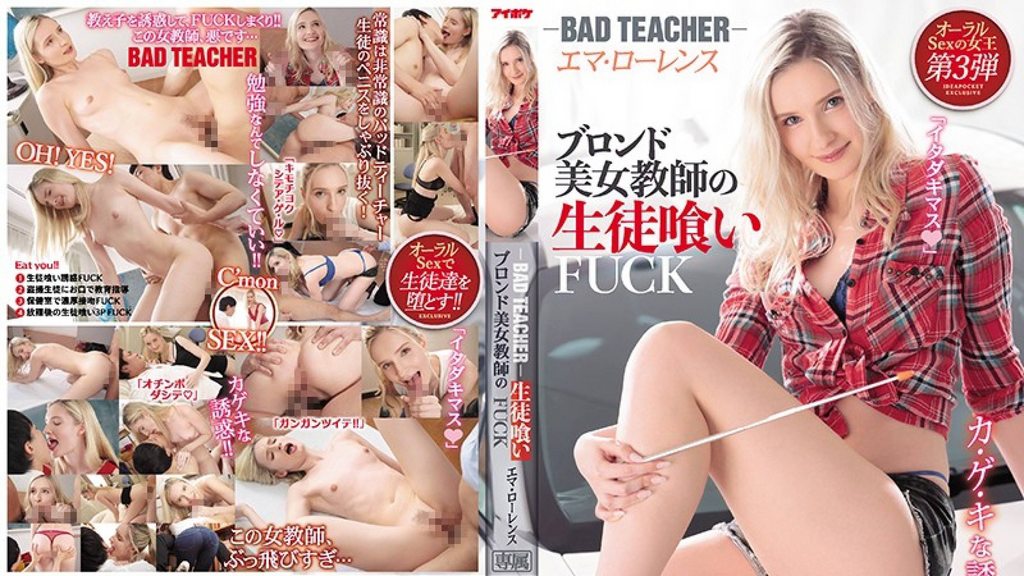 教え子を誘惑して、FUCKしまくり!!
この女教師、悪です…
BAD TEACHER
常識は非常識のバッドティーチャー
生徒のペニスをしゃぶり抜く!
勉強なんてしなくていい!!
OH! YES!
「キモチヨク
シテアゲル♡」
Eat you!!
1 生徒喰い誘惑FUCK
2 盗撮生徒にお口で教育指導
3 保健室で濃厚接吻FUCK
4 放課後の生徒喰い3P FUCK
C'mon
SEX!!
オーラル
Sexで
生徒達を
堕とす!!
EXCLUSIVE
「オチンポ
ダシテ♡」
カゲキな
誘惑!!
「ガンガンツイテ!!」
「イタダキマス♥」
この女教師、
ぶっ飛びすぎ…
アイポケ
―BAD TEACHER―
ブロンド美女教師の
生徒喰い
FUCK
エマ・ローレンス
専属
―BAD TEACHER―
エマ・ローレンス
オーラル
Sexの女王
第3弾
IDEAPOCKET
EXCLUSIVE
ブロンド
美女教師の
生徒喰い
FUCK
「イタダキマス♥」
カ・ゲ・キな誘